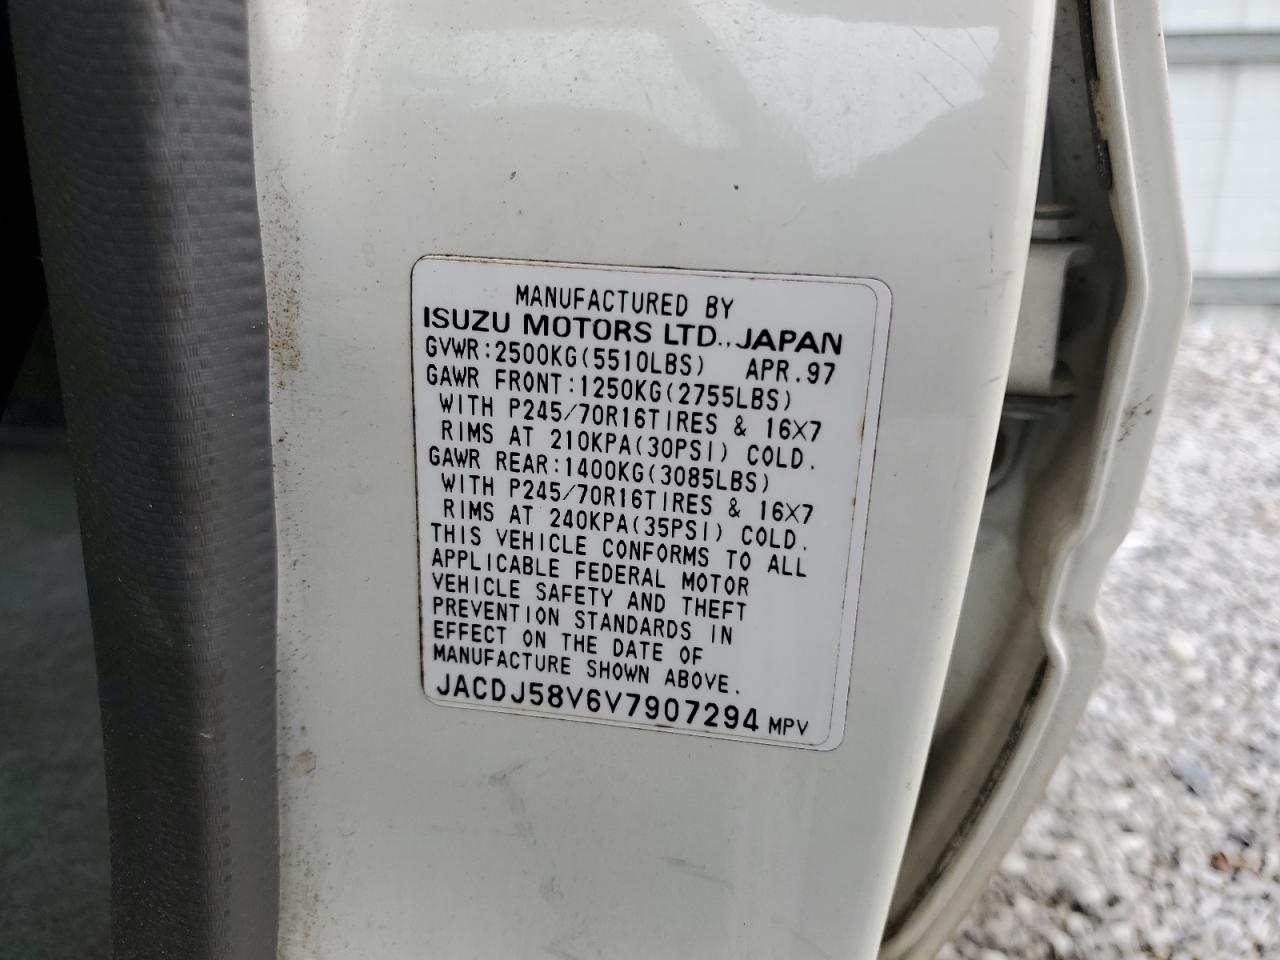 MANUFACTURED BY
ISUZU MOTORS LTD., JAPAN
GVWR:2500KG(5510LBS) APR.97
GAWR FRONT:1250KG(2755LBS)
WITH P245/70R16TIRES & 16X7
RIMS AT 210KPA(30PSI) COLD.
GAWR REAR:1400KG(3085LBS)
WITH P245/70R16TIRES & 16X7
RIMS AT 240KPA(35PSI) COLD.
THIS VEHICLE CONFORMS TO ALL
APPLICABLE FEDERAL MOTOR
VEHICLE SAFETY AND THEFT
PREVENTION STANDARDS IN
EFFECT ON THE DATE OF
MANUFACTURE SHOWN ABOVE.
JACDJ58V6V7907294 MPV